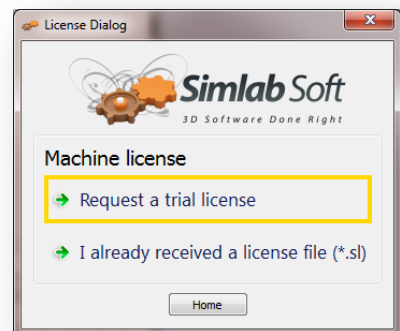 License Dialog
Simlab Soft
3D Software Done Right
Machine license
Request a trial license
I already received a license file (*.sl)
Home